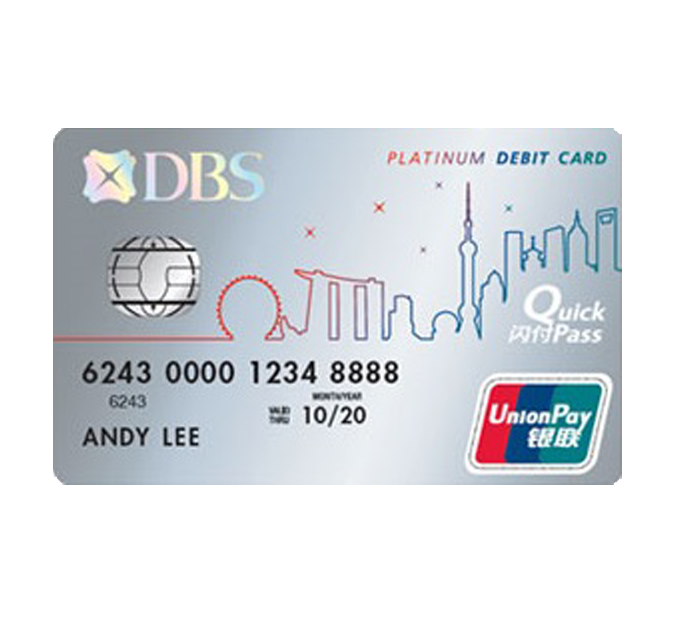 DBS
PLATINUM DEBIT CARD
Quick
闪付Pass
6243 0000 1234 8888
6243
MONTH/YEAR
VALID THRU 10/20
ANDY LEE
UnionPay
银联